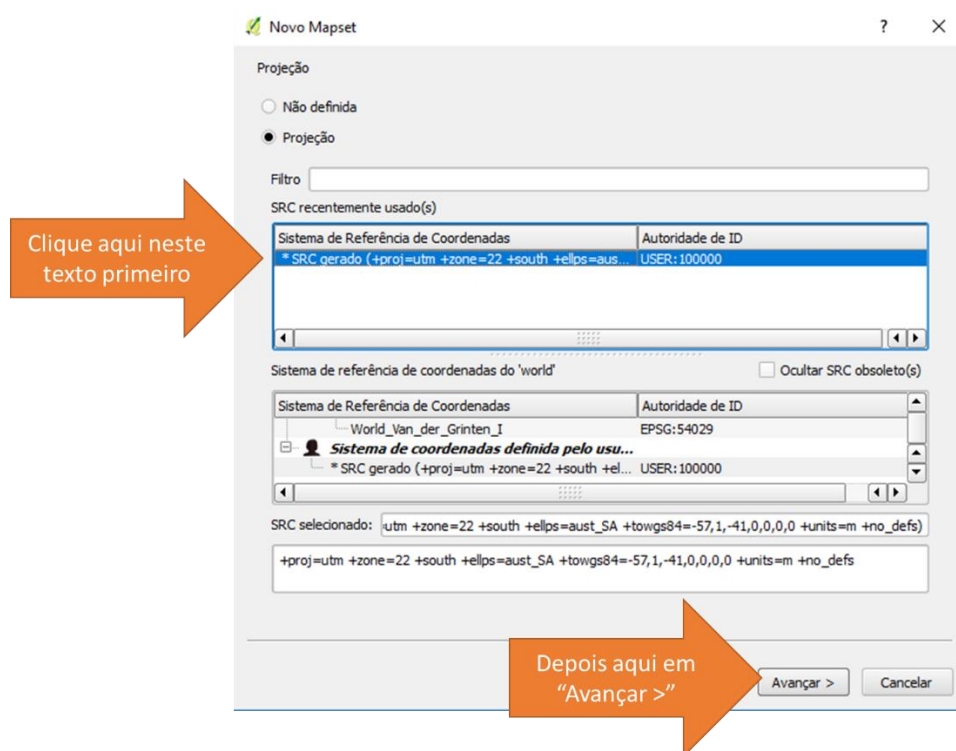 Novo Mapset
?
Projeção
Não definida
Projeção
Filtro
SRC recentemente usado(s)
Sistema de Referência de Coordenadas Autoridade de ID
* SRC gerado (+proj=utm +zone=22 +south +ellps=aus... USER:100000
Clique aqui neste
texto primeiro
Sistema de referência de coordenadas do 'world' Ocultar SRC obsoleto(s)
Sistema de Referência de Coordenadas Autoridade de ID
World_Van_der_Grinten_I EPSG:54029
Sistema de coordenadas definida pelo usu...
* SRC gerado (+proj=utm +zone=22 +south +el... USER:100000
SRC selecionado: utm +zone=22 +south +ellps=aust_SA +towgs84=-57,1,-41,0,0,0,0 +units=m +no_defs)
+proj=utm +zone=22 +south +ellps=aust_SA +towgs84=-57,1,-41,0,0,0,0 +units=m +no_defs
Depois aqui em
“Avançar >”
Avançar > Cancelar